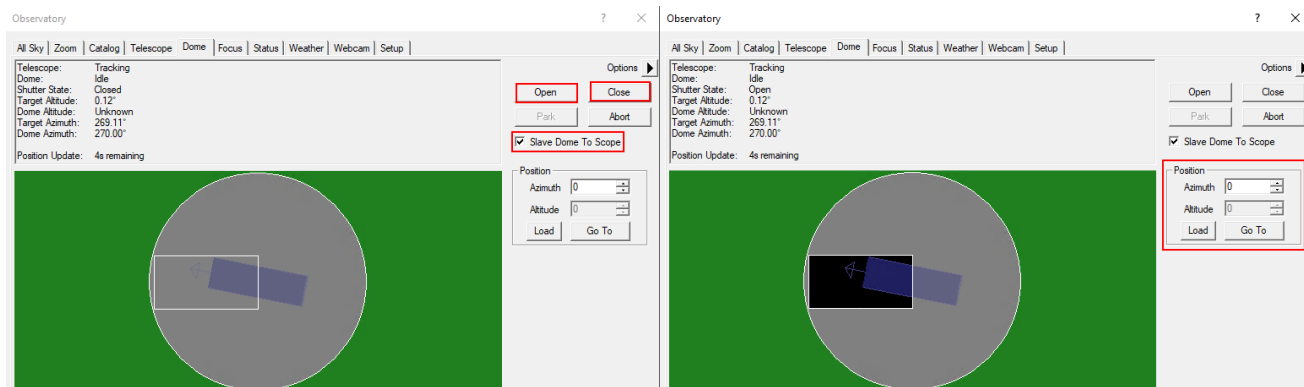 Observatory ? ×
All Sky Zoom Catalog Telescope Dome Focus Status Weather Webcam Setup
Telescope: Tracking
Dome: Idle
Shutter State: Closed
Target Altitude: 0.12°
Dome Altitude: Unknown
Target Azimuth: 269.11°
Dome Azimuth: 270.00°
Position Update: 4s remaining
Options
Open Close
Park Abort
Slave Dome To Scope
Position
Azimuth 0
Altitude 0
Load Go To
Observatory ? ×
All Sky Zoom Catalog Telescope Dome Focus Status Weather Webcam Setup
Telescope: Tracking
Dome: Idle
Shutter State: Open
Target Altitude: 0.12°
Dome Altitude: Unknown
Target Azimuth: 269.11°
Dome Azimuth: 270.00°
Position Update: 4s remaining
Options
Open Close
Park Abort
Slave Dome To Scope
Position
Azimuth 0
Altitude 0
Load Go To